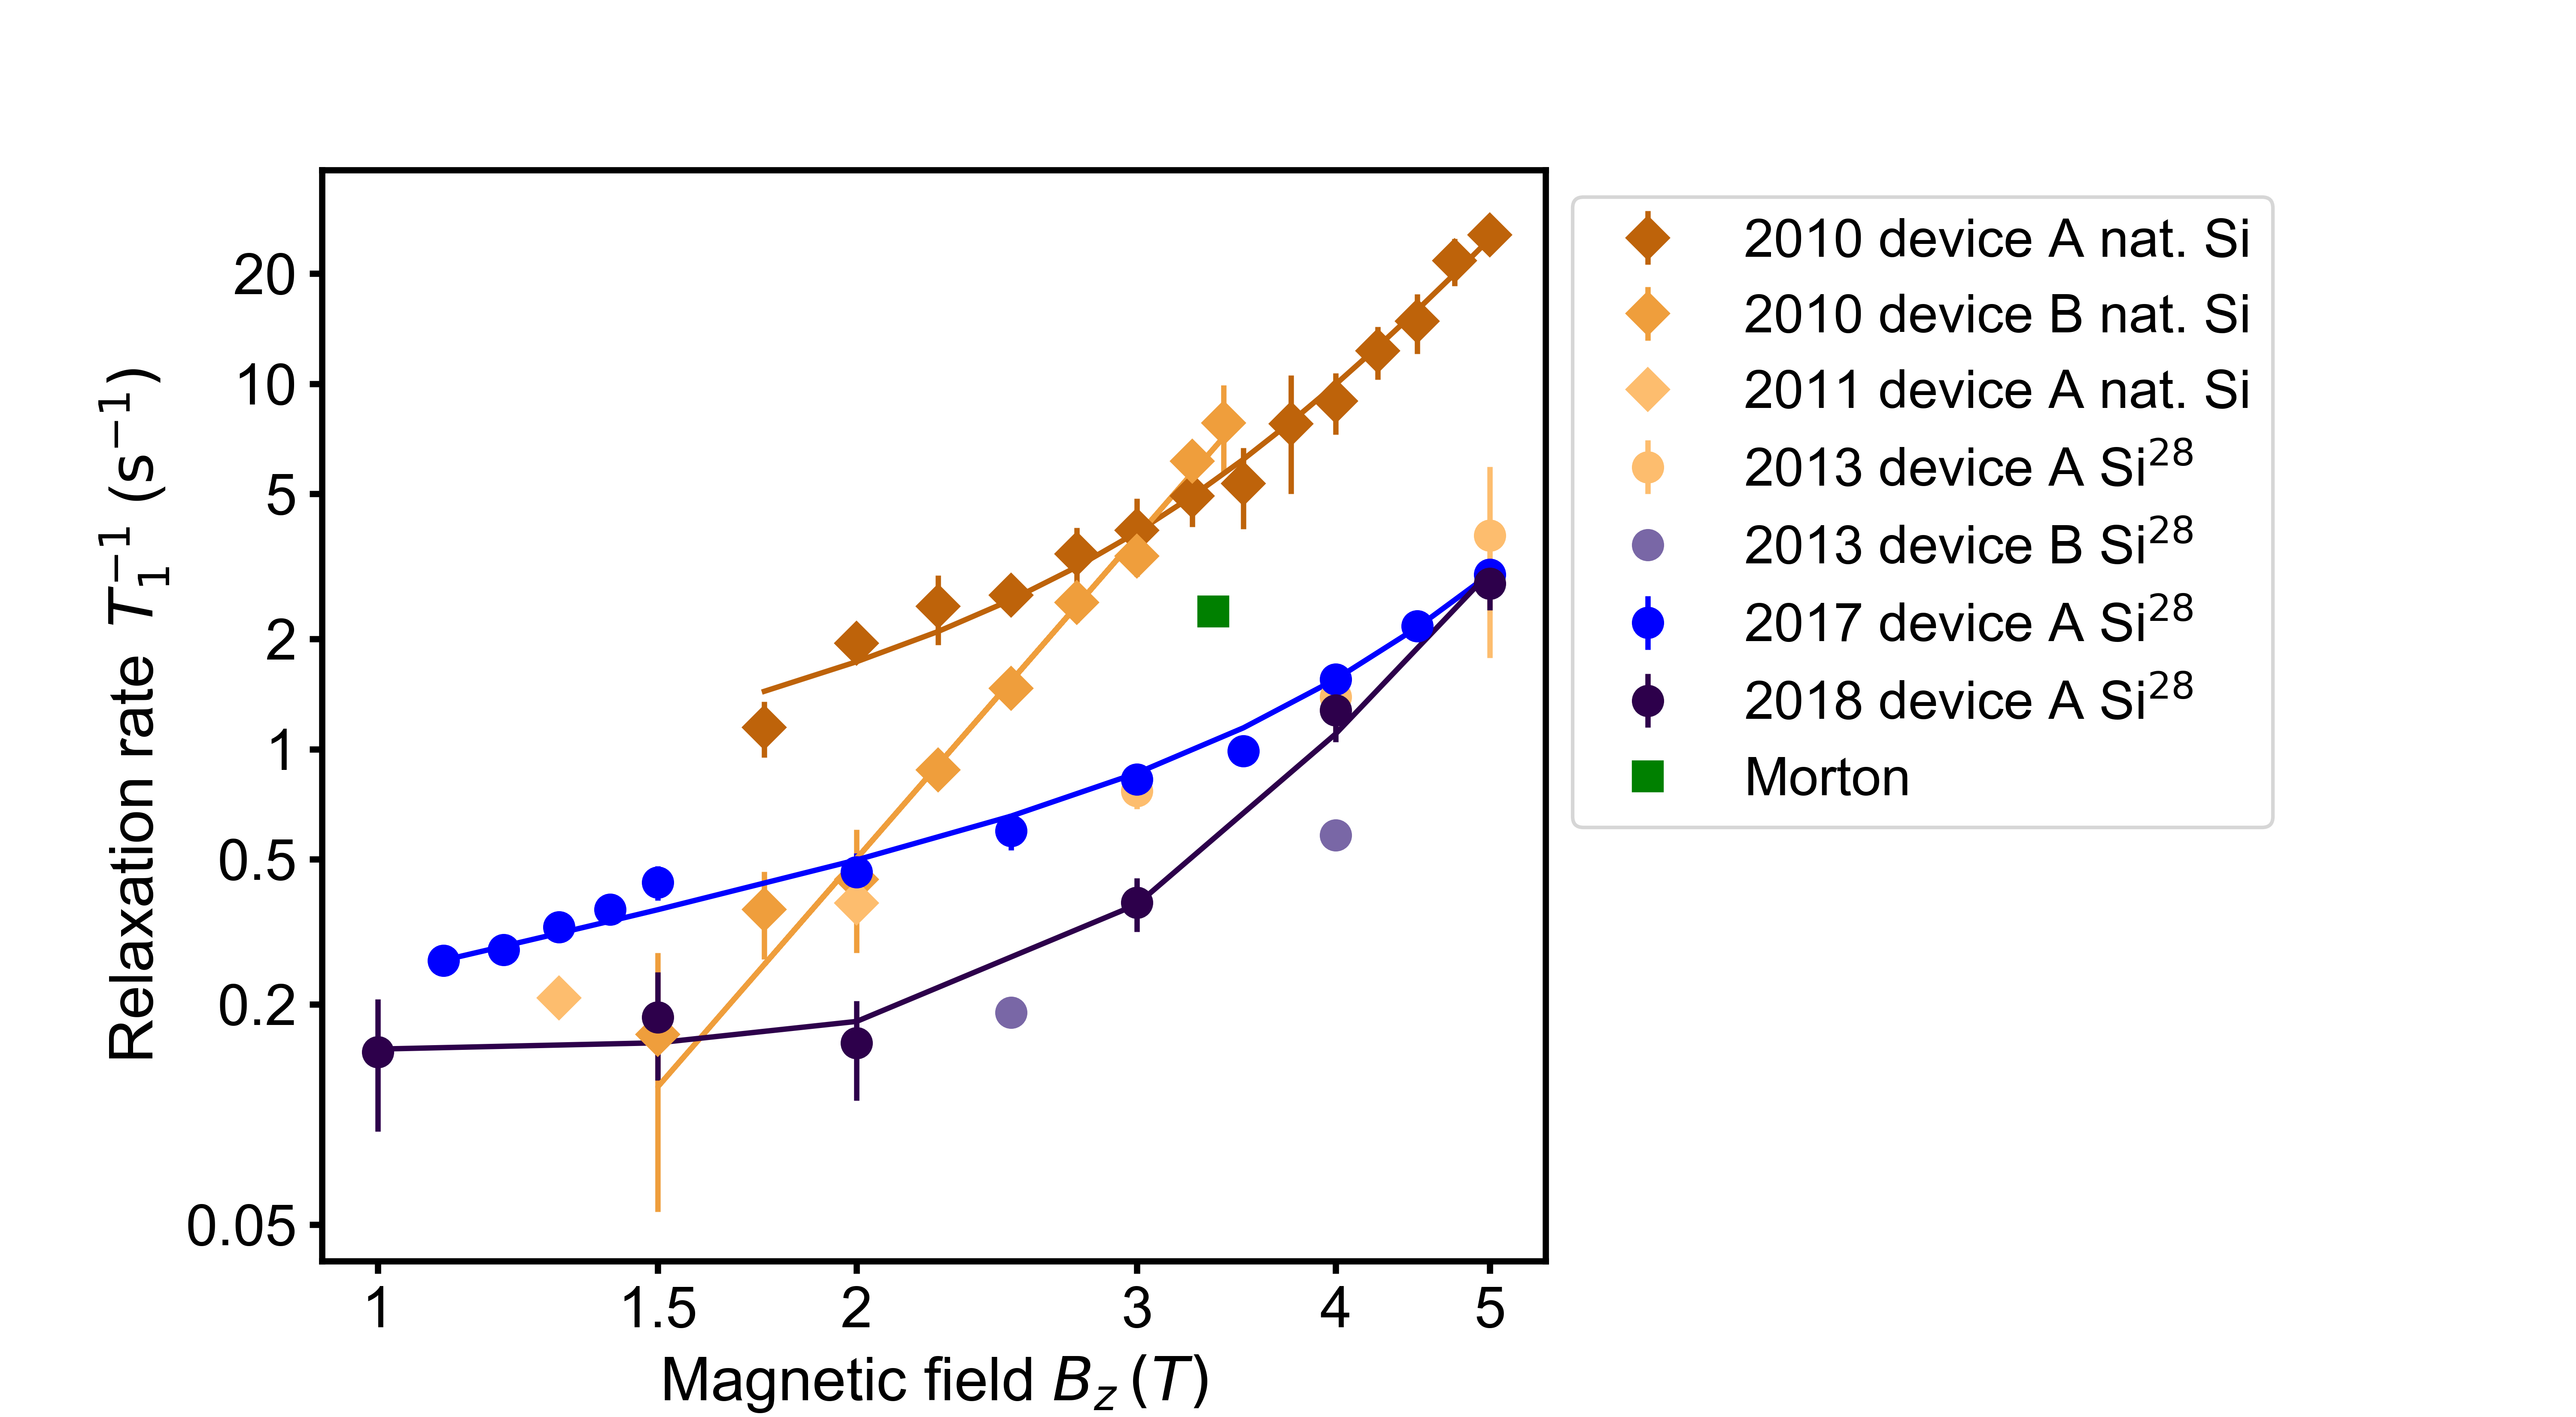 20
10
5
2
1
0.5
0.2
0.05
Relaxation rate T₁⁻¹ (s⁻¹)
1 1.5 2 3 4 5
Magnetic field B_z (T)
2010 device A nat. Si
2010 device B nat. Si
2011 device A nat. Si
2013 device A Si²⁸
2013 device B Si²⁸
2017 device A Si²⁸
2018 device A Si²⁸
Morton